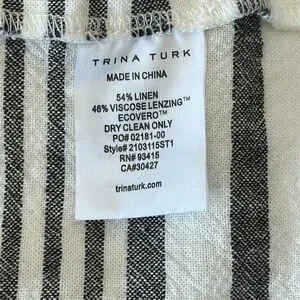 TRINA TURK
MADE IN CHINA
54% LINEN
46% VISCOSE LENZING™
ECOVERO™
DRY CLEAN ONLY
PO# 02181-00
Style# 2103115ST1
RN# 93415
CA#30427
trinaturk.com